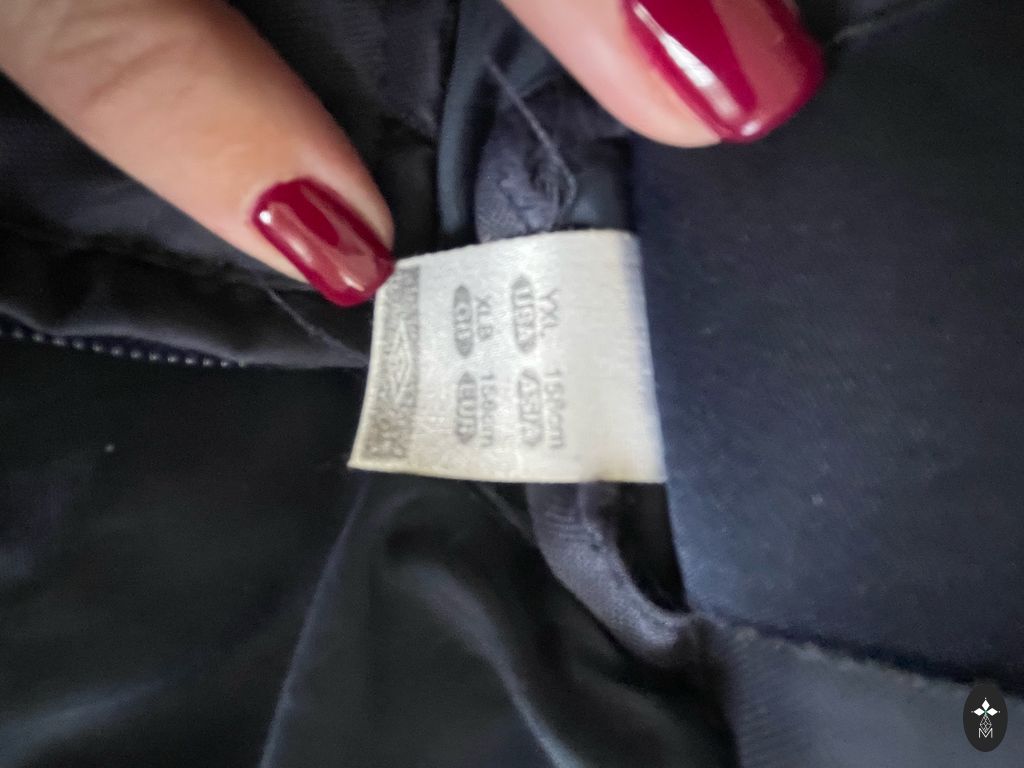 YXL 158cm
USA ASIA
XLB 158cm
GB EUR
M